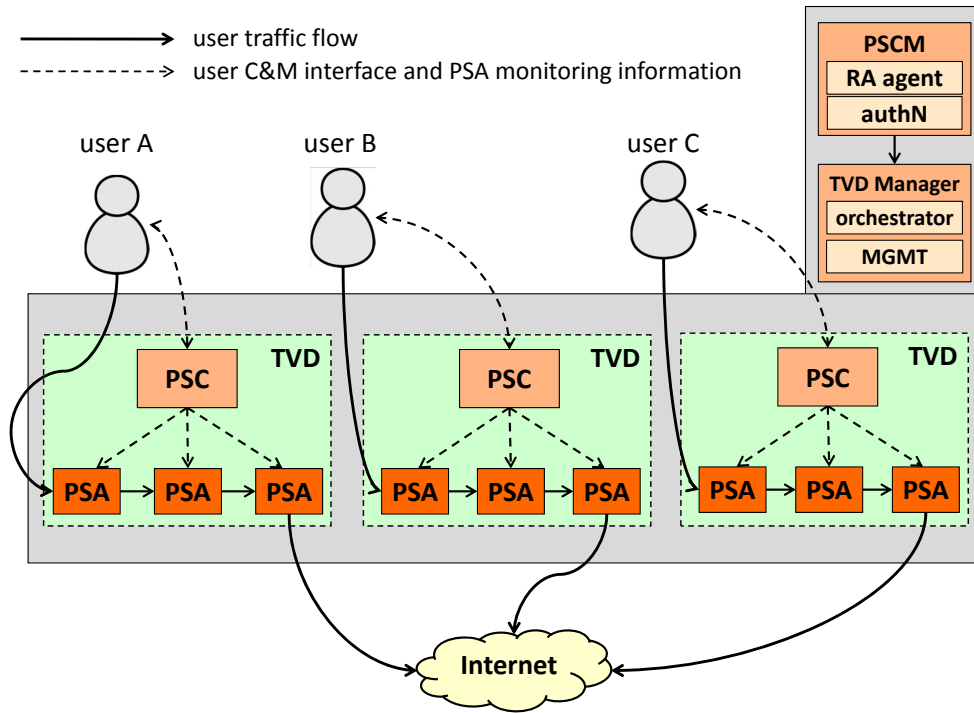 user traffic flow
user C&M interface and PSA monitoring information
PSCM
RA agent
authN
TVD Manager
orchestrator
MGMT
user A
user B
user C
TVD
PSC
PSA
PSA
PSA
TVD
PSC
PSA
PSA
PSA
TVD
PSC
PSA
PSA
PSA
Internet